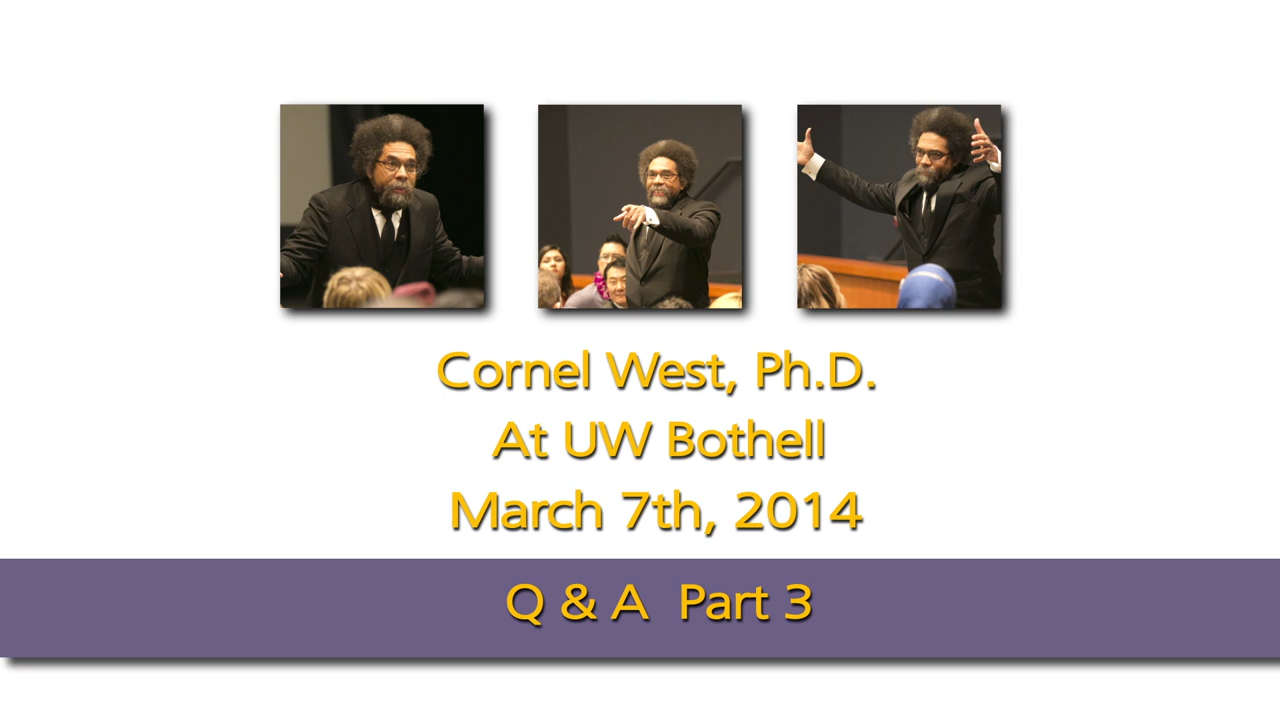 Cornel West, Ph.D.
At UW Bothell
March 7th, 2014
Q & A Part 3